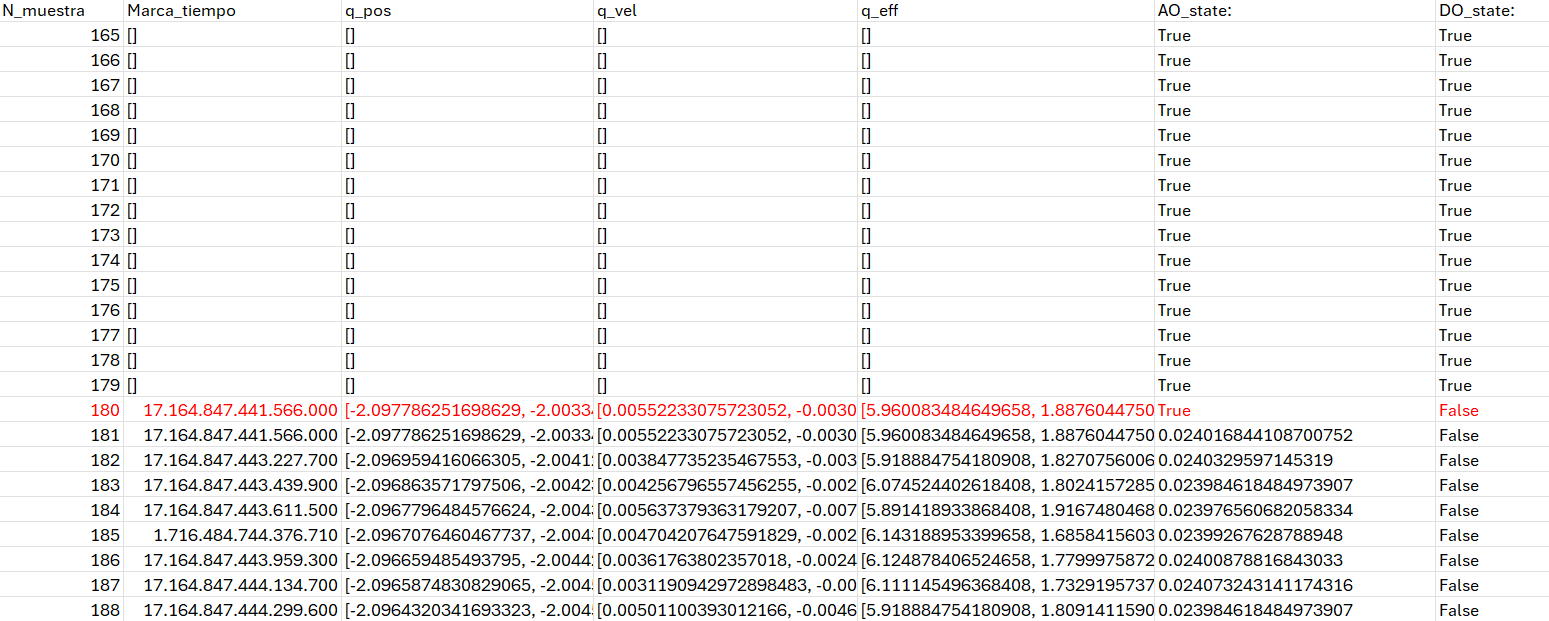 N_muestra Marca_tiempo q_pos q_vel q_eff AO_state: DO_state:
165 [] [] [] [] True True
166 [] [] [] [] True True
167 [] [] [] [] True True
168 [] [] [] [] True True
169 [] [] [] [] True True
170 [] [] [] [] True True
171 [] [] [] [] True True
172 [] [] [] [] True True
173 [] [] [] [] True True
174 [] [] [] [] True True
175 [] [] [] [] True True
176 [] [] [] [] True True
177 [] [] [] [] True True
178 [] [] [] [] True True
179 [] [] [] [] True True
180 17.164.847.441.566.000 [-2.097786251698629, -2.0033 [0.00552233075723052, -0.0030 [5.960083484649658, 1.8876044750 True False
181 17.164.847.441.566.000 [-2.097786251698629, -2.0033 [0.00552233075723052, -0.0030 [5.960083484649658, 1.8876044750 0.024016844108700752 False
182 17.164.847.443.227.700 [-2.096959416066305, -2.0041 [0.0038477352354675​53, -0.003 [5.918884754180908, 1.8270756006 0.0240329597145319 False
183 17.164.847.443.439.900 [-2.096863571797506, -2.0042 [0.004256796557456255, -0.002 [6.074524402618408, 1.8024157285 0.023984618484973907 False
184 17.164.847.443.611.500 [-2.0967796484576624, -2.004 [0.005637379363179207, -0.007 [5.891418933868408, 1.9167480468 0.023976560682058334 False
185 1.716.484.744.376.710 [-2.0967076460467737, -2.004 [0.004704207647591829, -0.002 [6.143188953399658, 1.6858415603 0.02399267628788948 False
186 17.164.847.443.959.300 [-2.096659485493795, -2.0044 [0.00361763802357018, -0.0024 [6.124878406524658, 1.7799975872 0.02400878816843033 False
187 17.164.847.444.134.700 [-2.0965874830829065, -2.004 [0.0031190942972898483, -0.00 [6.111145496368408, 1.7329195737 0.024073243141174316 False
188 17.164.847.444.299.600 [-2.0964320341693323, -2.004 [0.00501100393012166, -0.0046 [5.918884754180908, 1.8091411590 0.023984618484973907 False